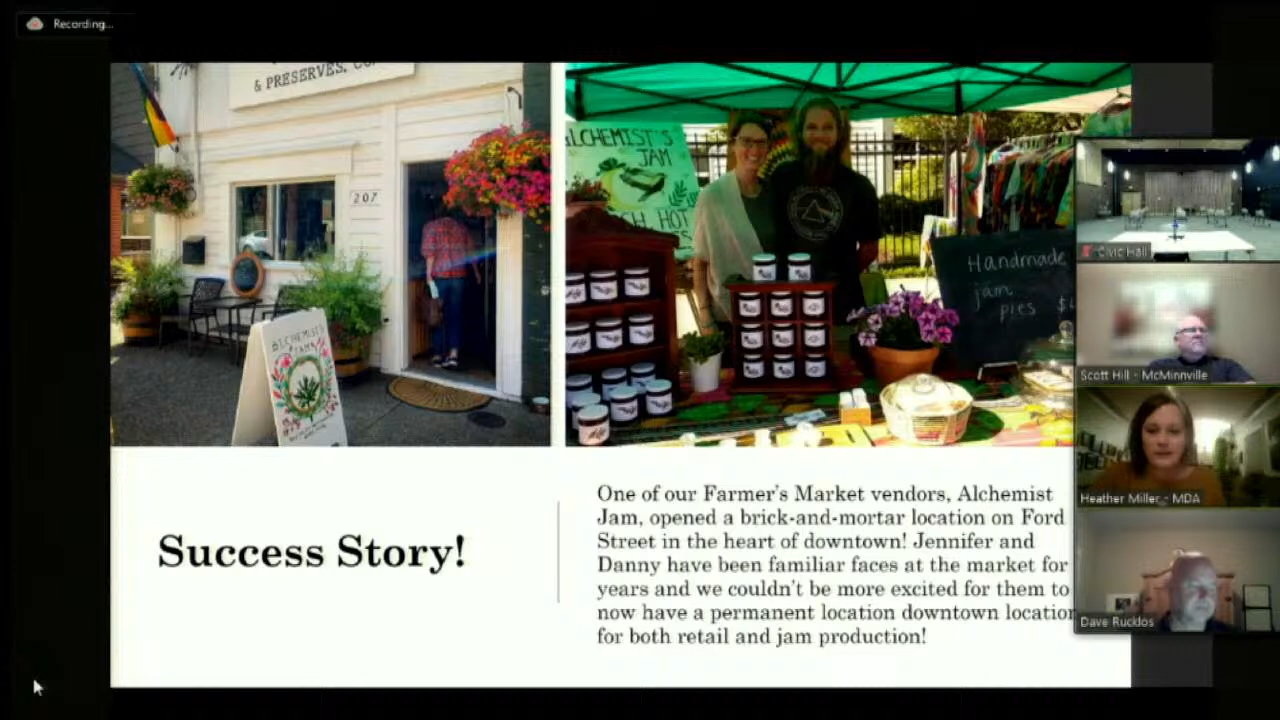 Recording...
& PRESERVES, CO
207
ALCHEMIST'S
JAM
ALCHEMIST'S
JAM
HOT
Handmade
jam
pies $
Civic Hall
Scott Hill - McMinnville
Heather Miller - MDA
Dave Rucklos
Success Story!
One of our Farmer's Market vendors, Alchemist
Jam, opened a brick-and-mortar location on Ford
Street in the heart of downtown! Jennifer and
Danny have been familiar faces at the market for
years and we couldn't be more excited for them to
now have a permanent location downtown location
for both retail and jam production!